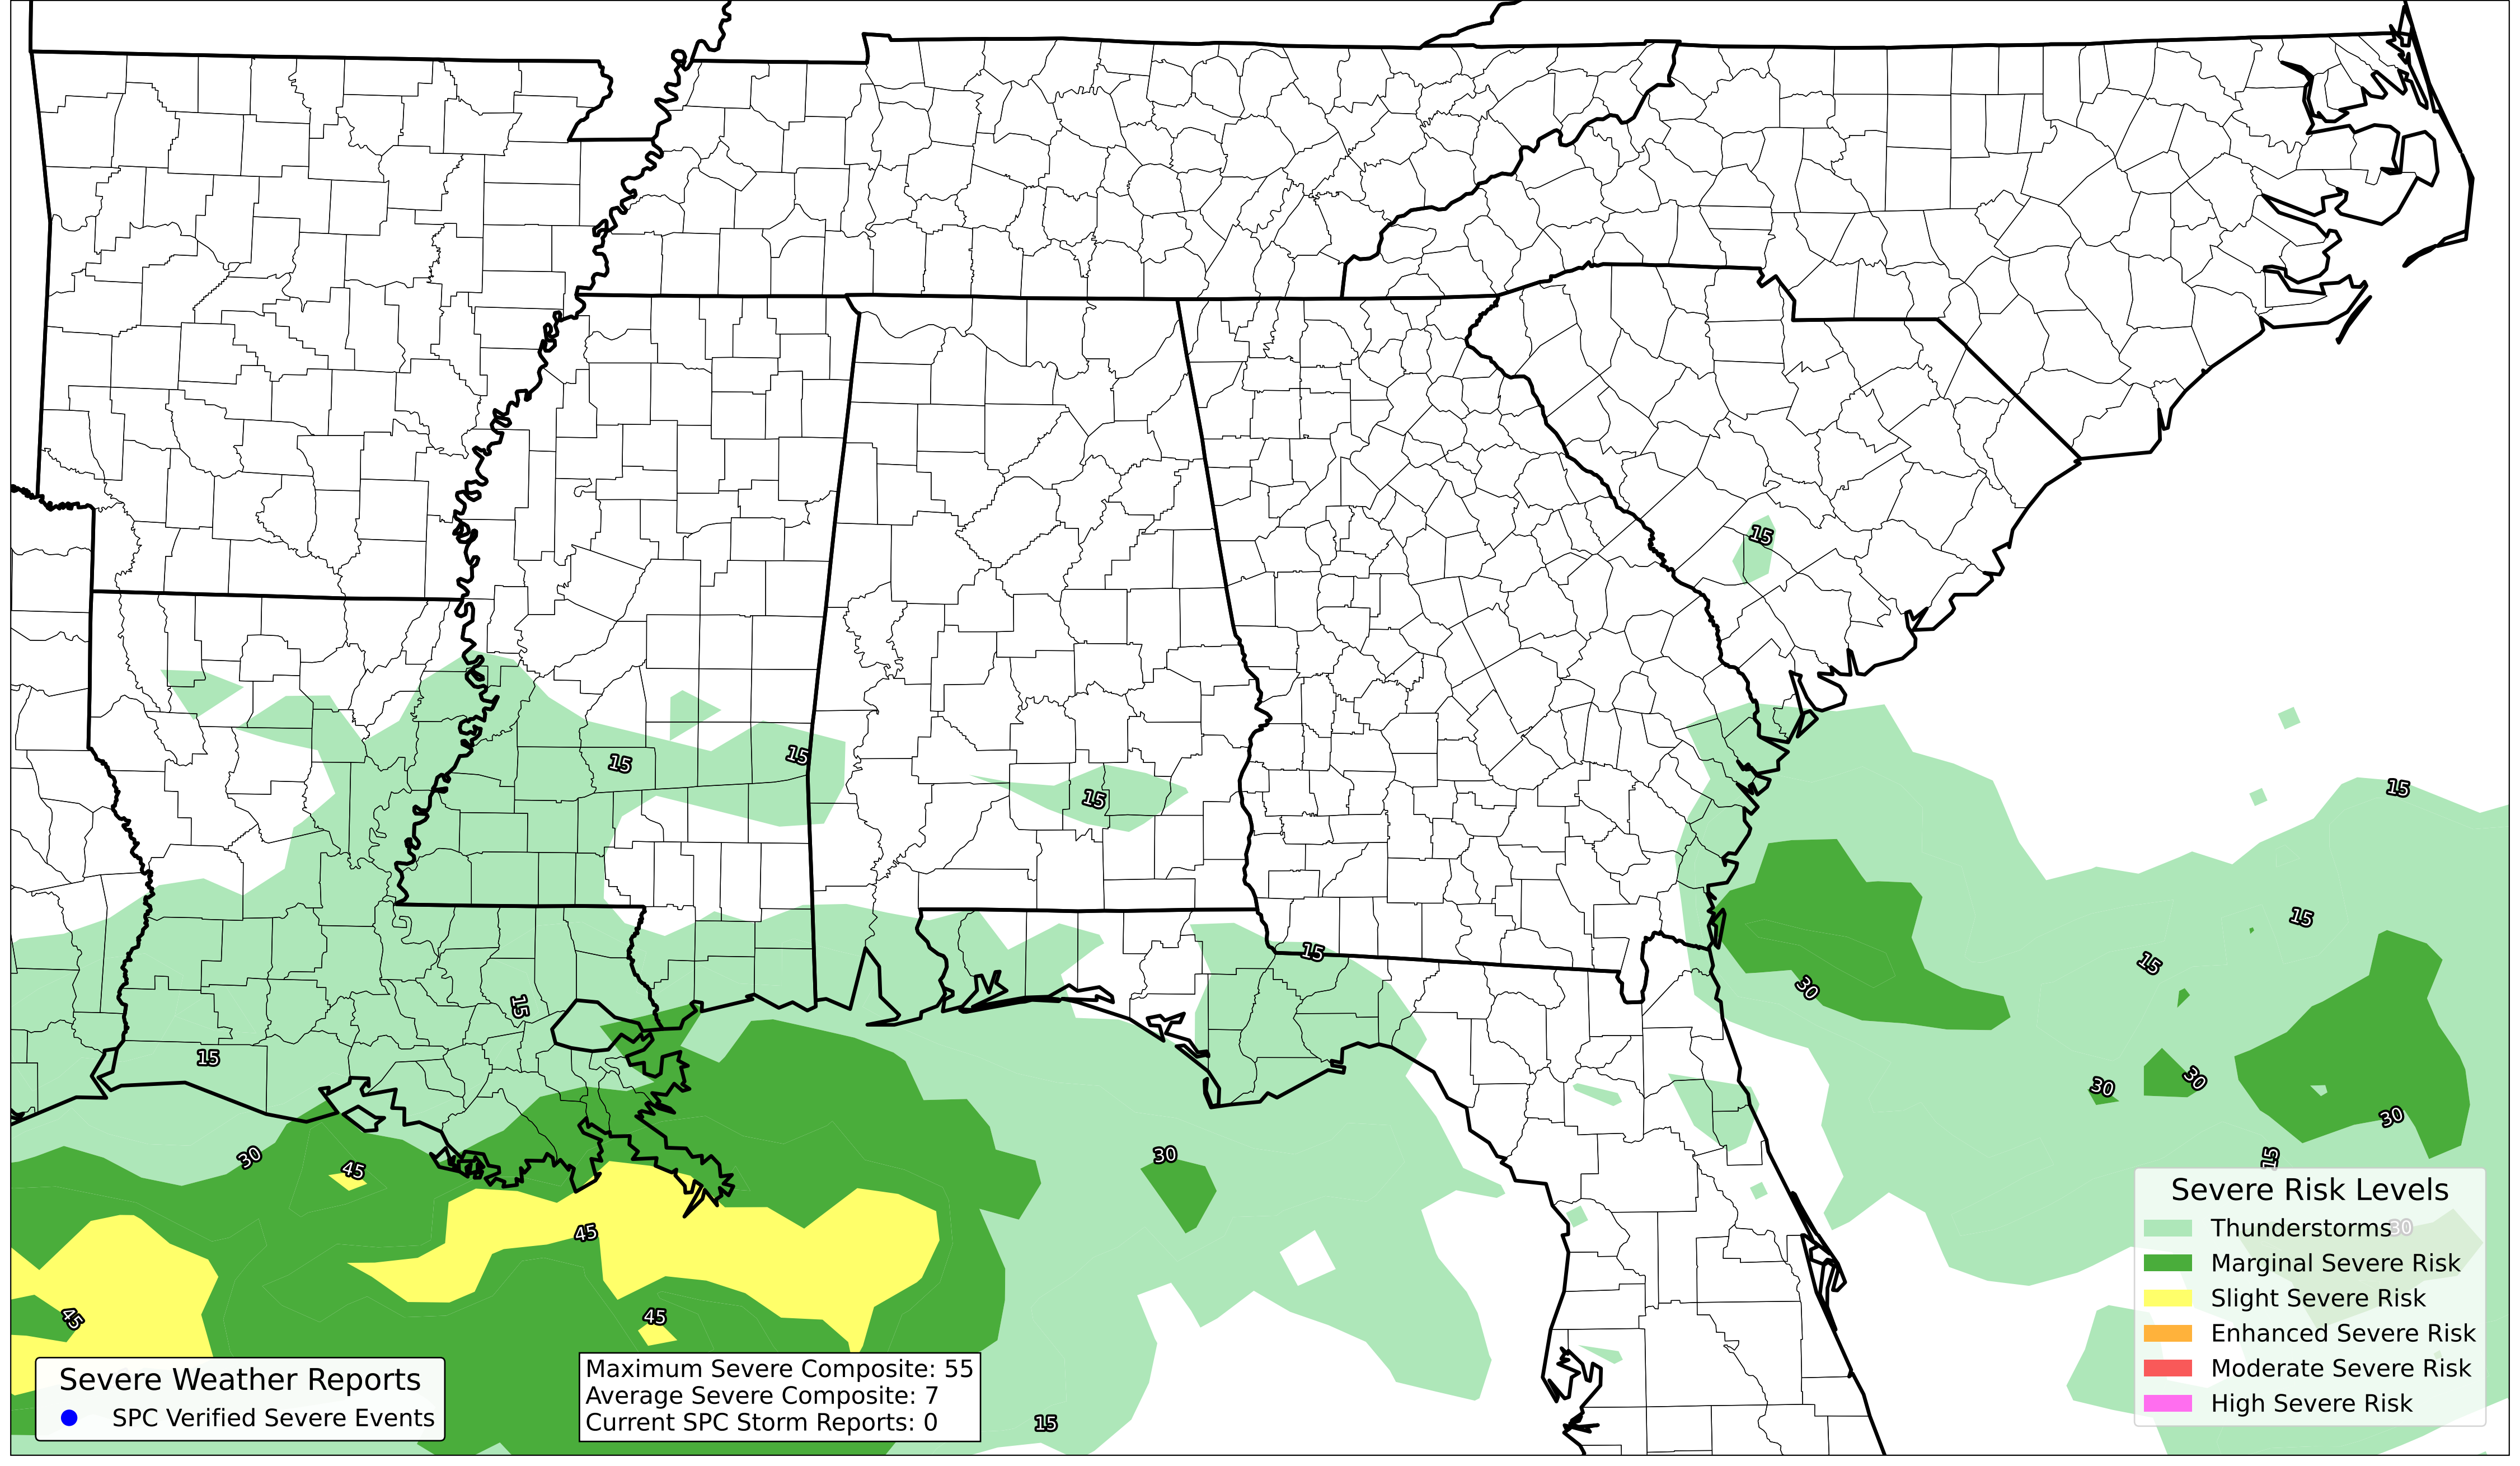 15
15
15
15
15
15
15
15
30
15
15
30
30
30
30
15
30
45
30
45
45
45
15
Severe Risk Levels
Thunderstorms
30
Marginal Severe Risk
Slight Severe Risk
Enhanced Severe Risk
Moderate Severe Risk
High Severe Risk
Severe Weather Reports
SPC Verified Severe Events
Maximum Severe Composite: 55
Average Severe Composite: 7
Current SPC Storm Reports: 0